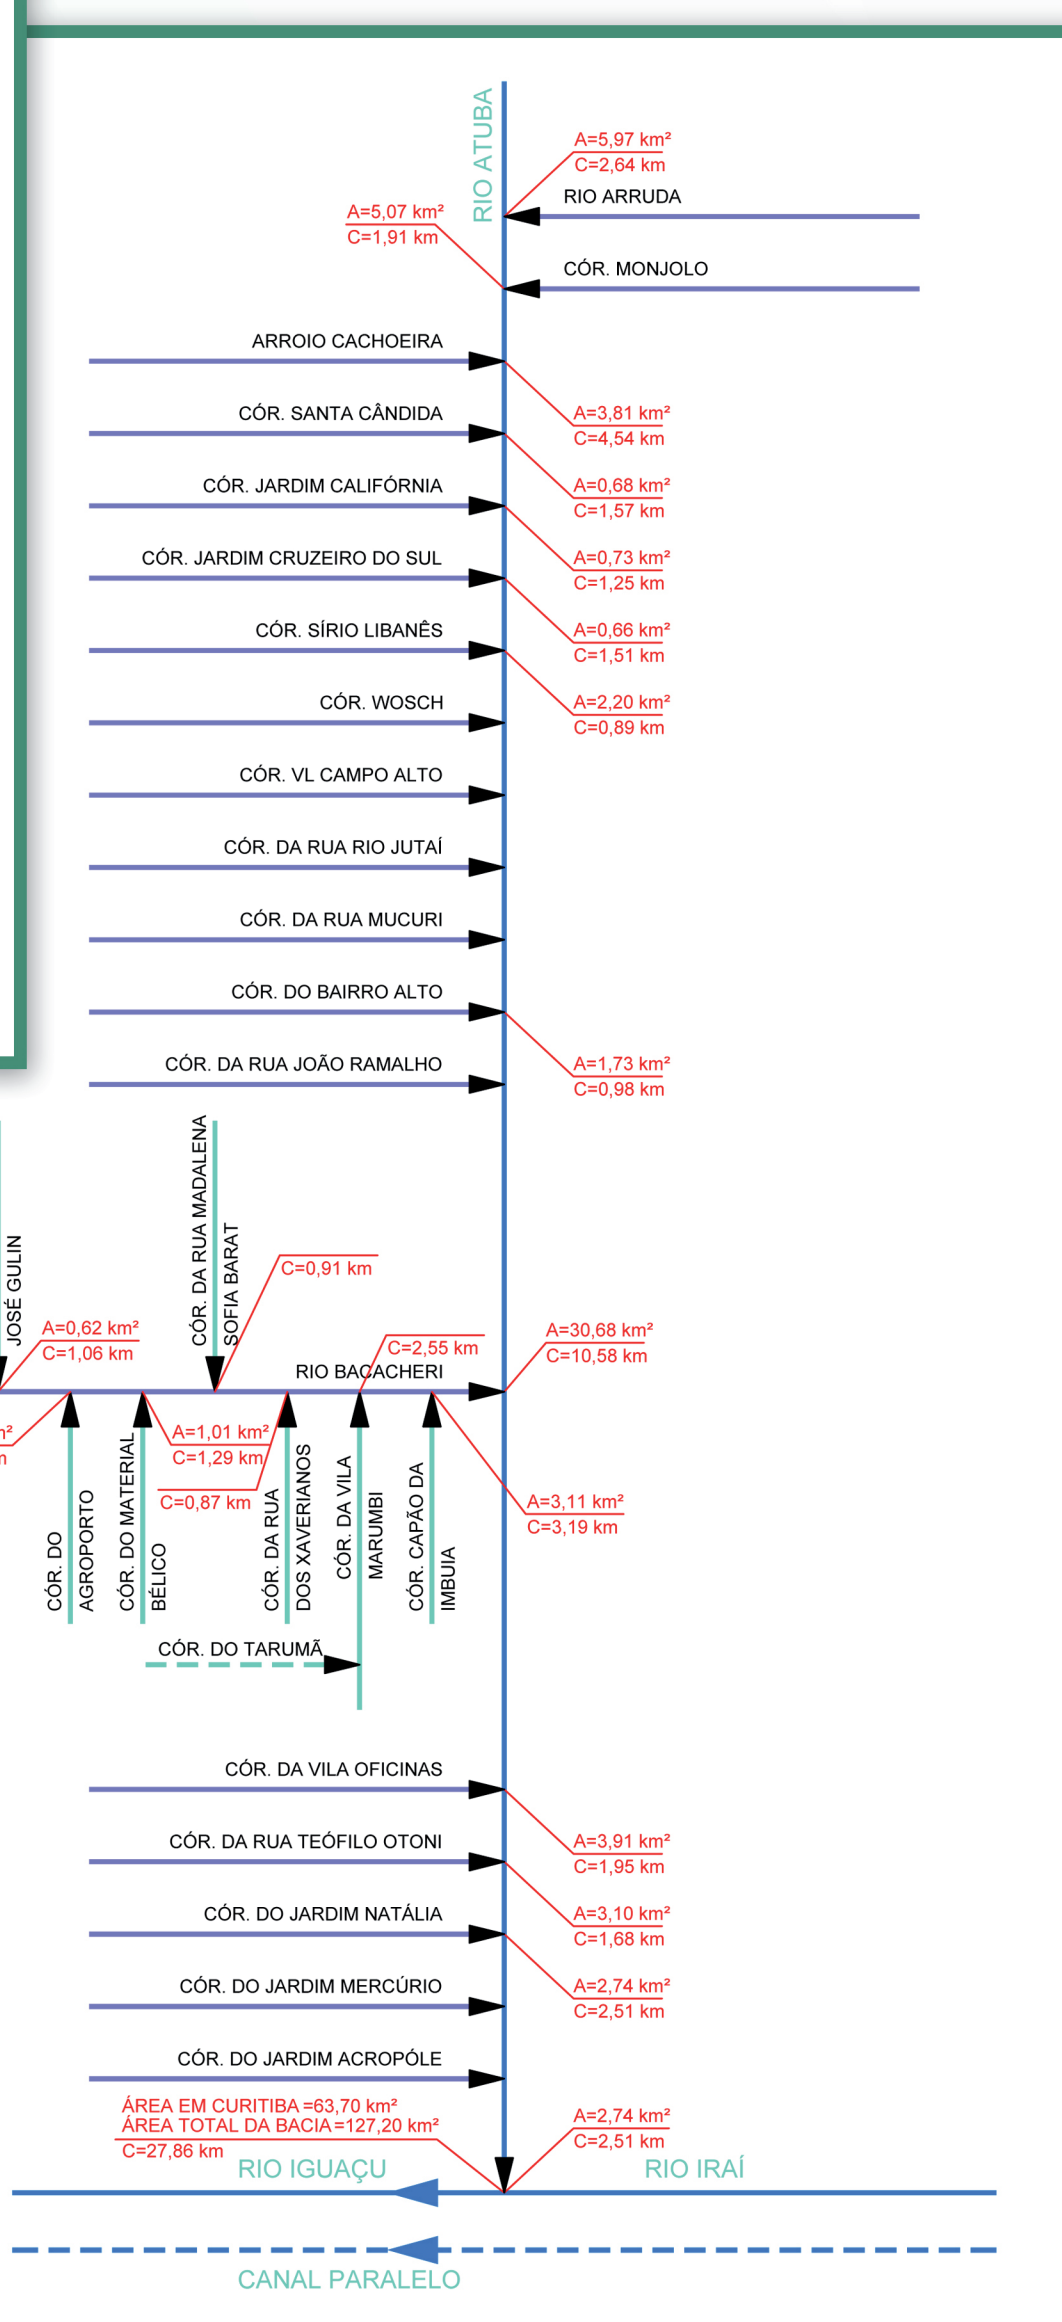 RIO ATUBA
A=5,97 km²
C=2,64 km
RIO ARRUDA
A=5,07 km²
C=1,91 km
CÓR. MONJOLO
ARROIO CACHOEIRA
A=3,81 km²
C=4,54 km
CÓR. SANTA CÂNDIDA
A=0,68 km²
C=1,57 km
CÓR. JARDIM CALIFÓRNIA
A=0,73 km²
C=1,25 km
CÓR. JARDIM CRUZEIRO DO SUL
A=0,66 km²
C=1,51 km
CÓR. SÍRIO LIBANÊS
A=2,20 km²
C=0,89 km
CÓR. WOSCH
CÓR. VL CAMPO ALTO
CÓR. DA RUA RIO JUTAÍ
CÓR. DA RUA MUCURI
CÓR. DO BAIRRO ALTO
A=1,73 km²
C=0,98 km
CÓR. DA RUA JOÃO RAMALHO
JOSÉ GULIN
A=0,62 km²
C=1,06 km
CÓR. DA RUA MADALENA
SOFIA BARAT
C=0,91 km
C=2,55 km
RIO BACACHERI
A=30,68 km²
C=10,58 km
A=1,01 km²
C=1,29 km
C=0,87 km
A=3,11 km²
C=3,19 km
CÓR. DO
AGROPORTO
CÓR. DO MATERIAL
BÉLICO
CÓR. DA RUA
DOS XAVERIANOS
CÓR. DA VILA
MARUMBI
CÓR. CAPÃO DA
IMBUIA
CÓR. DO TARUMÃ
CÓR. DA VILA OFICINAS
A=3,91 km²
C=1,95 km
CÓR. DA RUA TEÓFILO OTONI
A=3,10 km²
C=1,68 km
CÓR. DO JARDIM NATÁLIA
A=2,74 km²
C=2,51 km
CÓR. DO JARDIM MERCÚRIO
CÓR. DO JARDIM ACROPÓLE
ÁREA EM CURITIBA =63,70 km²
ÁREA TOTAL DA BACIA =127,20 km²
C=27,86 km
A=2,74 km²
C=2,51 km
RIO IGUAÇU
RIO IRAÍ
CANAL PARALELO